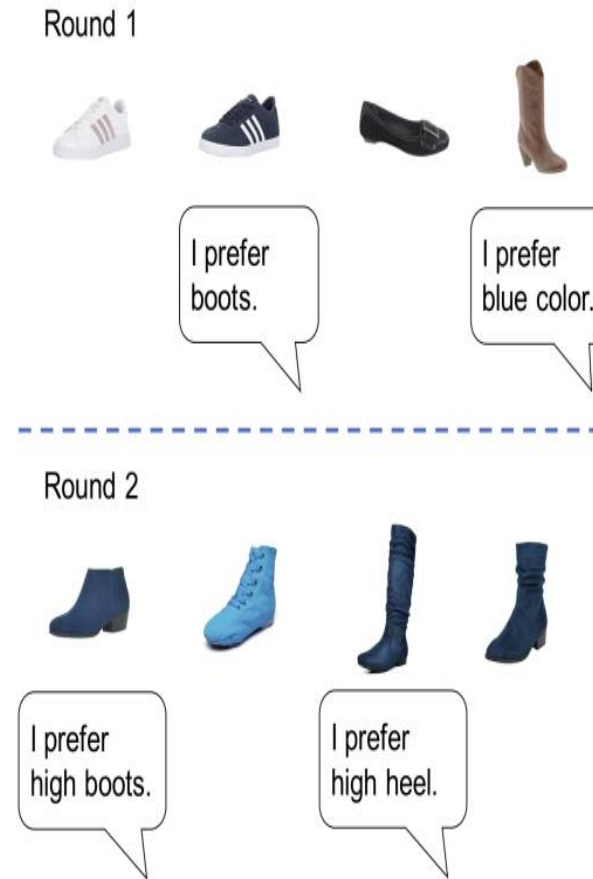 Round 1
I prefer
boots.
I prefer
blue color.
Round 2
I prefer
high boots.
I prefer
high heel.